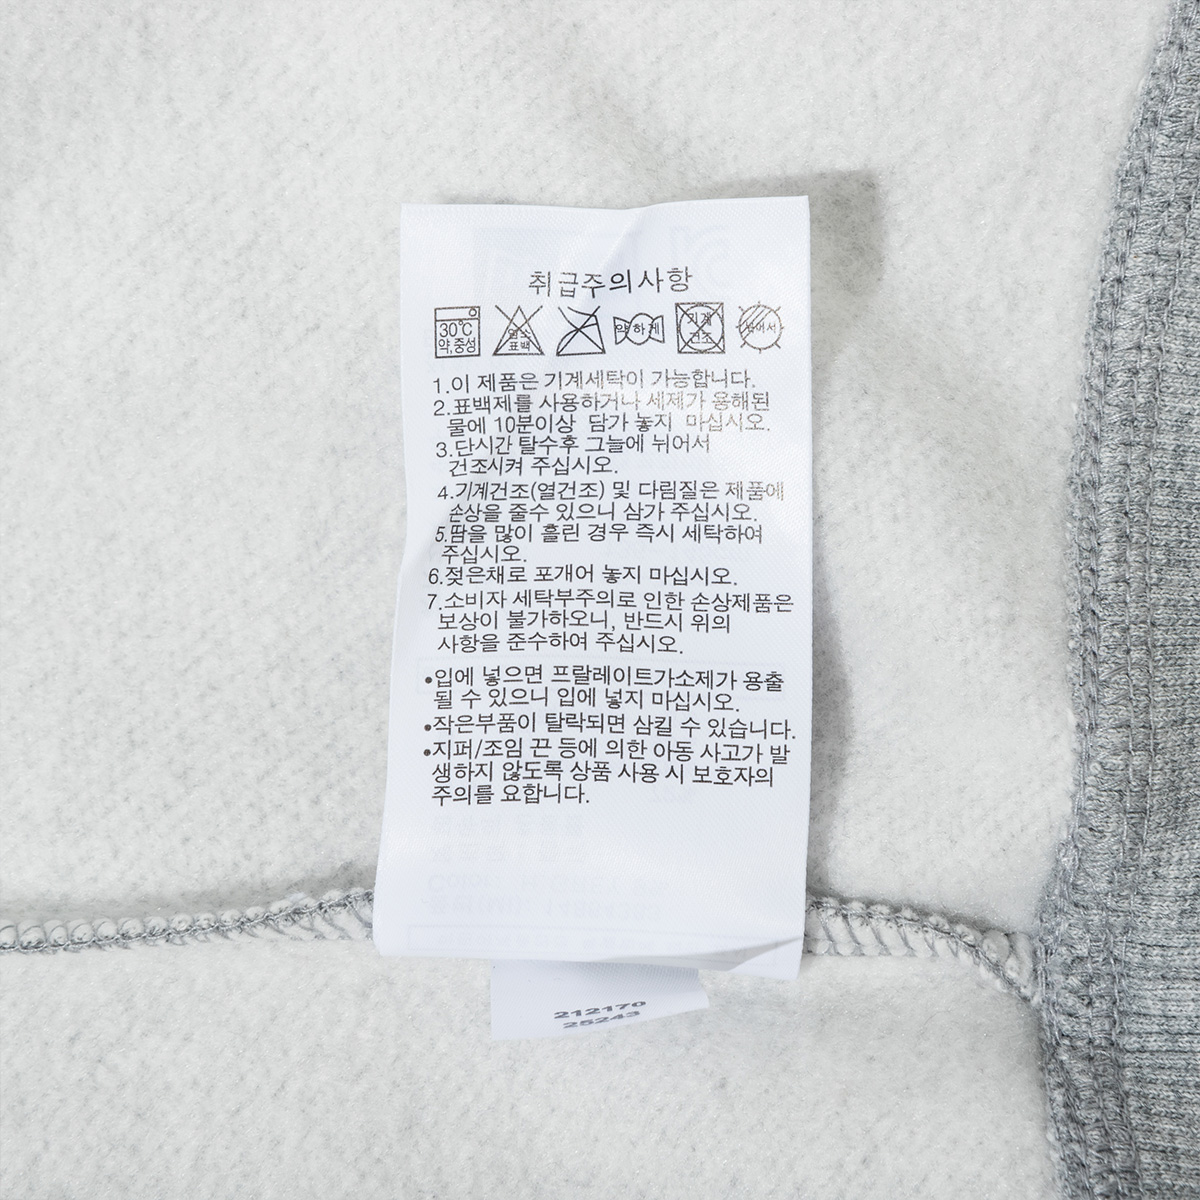 취급주의사항
30℃
약,중성
염소
표백
약하게
기계
건조
뉘어서
1.이 제품은 기계세탁이 가능합니다.
2.표백제를 사용하거나 세제가 용해된
물에 10분이상 담가 놓지 마십시오.
3.단시간 탈수후 그늘에 뉘어서
건조시켜 주십시오.
4.기계건조(열건조) 및 다림질은 제품에
손상을 줄수 있으니 삼가 주십시오.
5.땀을 많이 흘린 경우 즉시 세탁하여
주십시오.
6.젖은채로 포개어 놓지 마십시오.
7.소비자 세탁부주의로 인한 손상제품은
보상이 불가하오니, 반드시 위의
사항을 준수하여 주십시오.
•입에 넣으면 프탈레이트가소제가 용출
될 수 있으니 입에 넣지 마십시오.
•작은부품이 탈락되면 삼킬 수 있습니다.
•지퍼/조임 끈 등에 의한 아동 사고가 발
생하지 않도록 상품 사용 시 보호자의
주의를 요합니다.
212170
25243